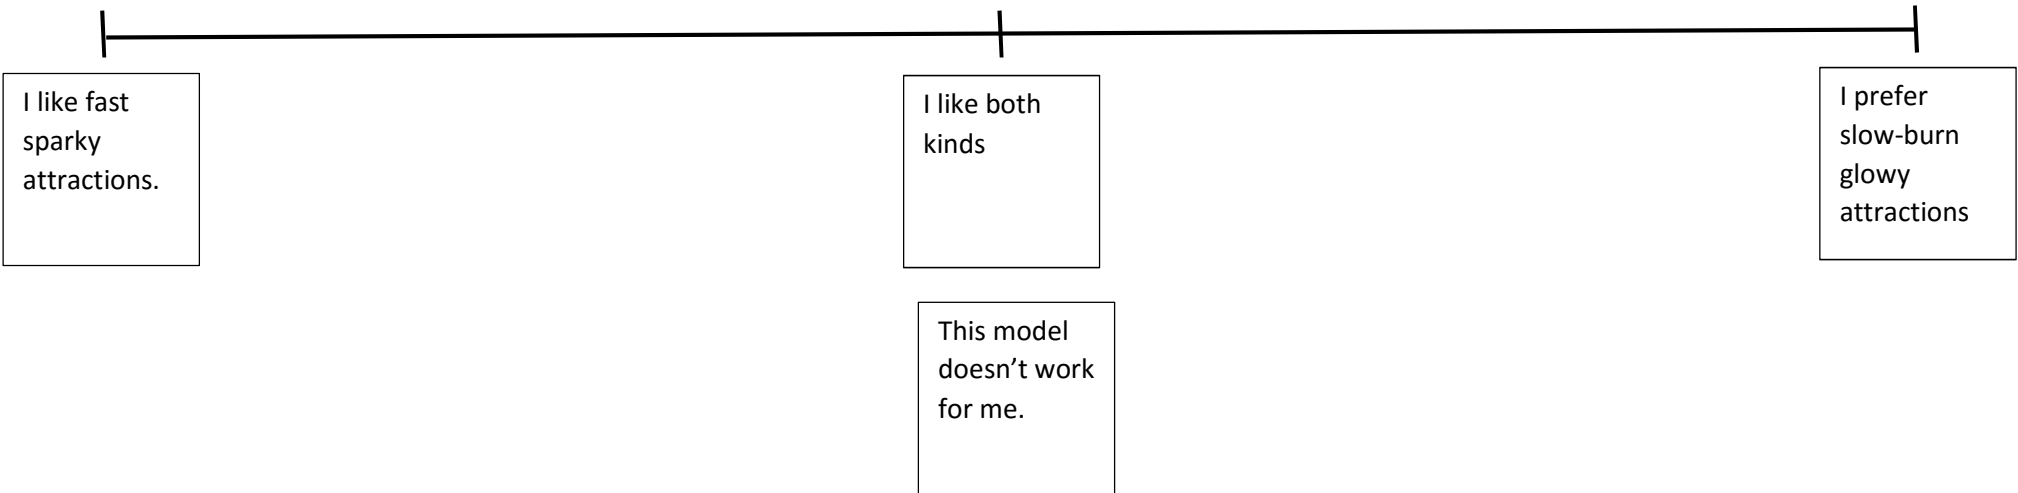 I like fast
sparky
attractions.
I like both
kinds
I prefer
slow-burn
glowy
attractions
This model
doesn’t work
for me.